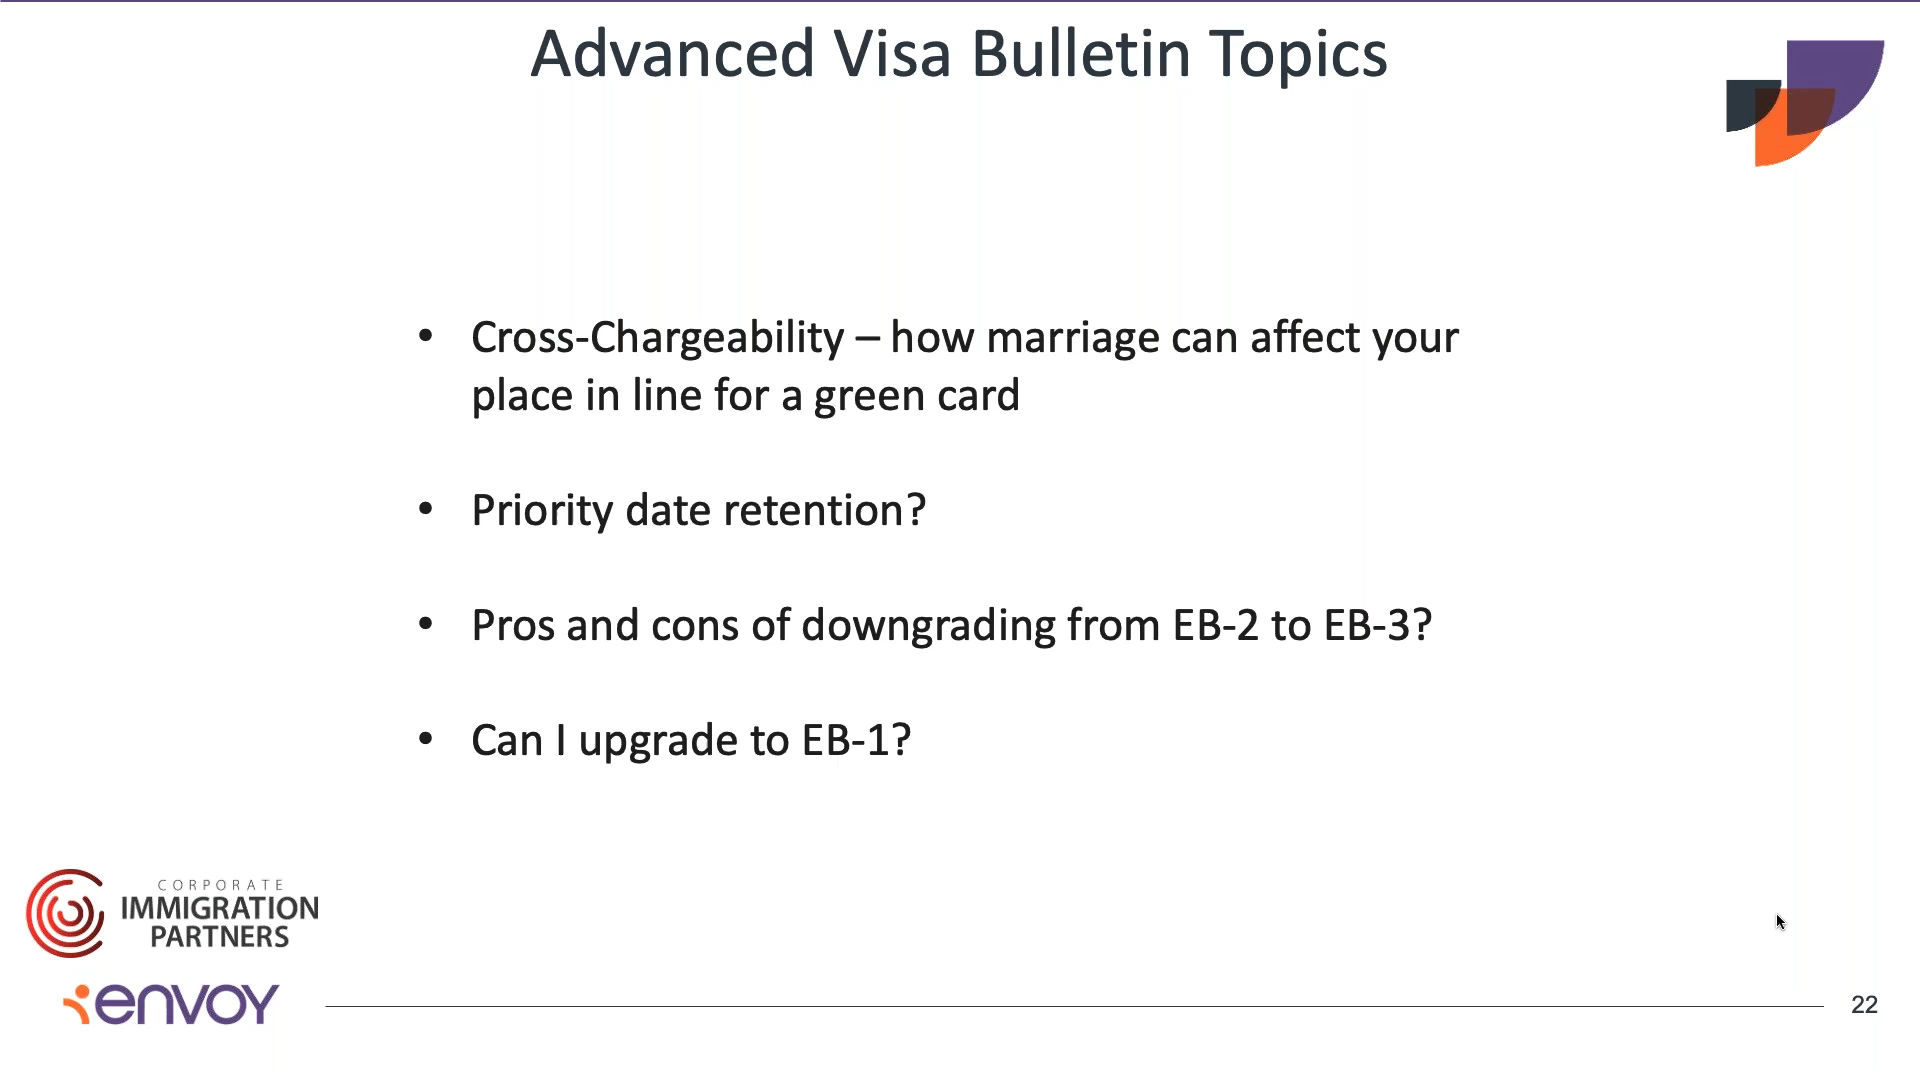 Advanced Visa Bulletin Topics
• Cross-Chargeability – how marriage can affect your
place in line for a green card
• Priority date retention?
• Pros and cons of downgrading from EB-2 to EB-3?
• Can I upgrade to EB-1?
CORPORATE
IMMIGRATION
PARTNERS
envoy
22